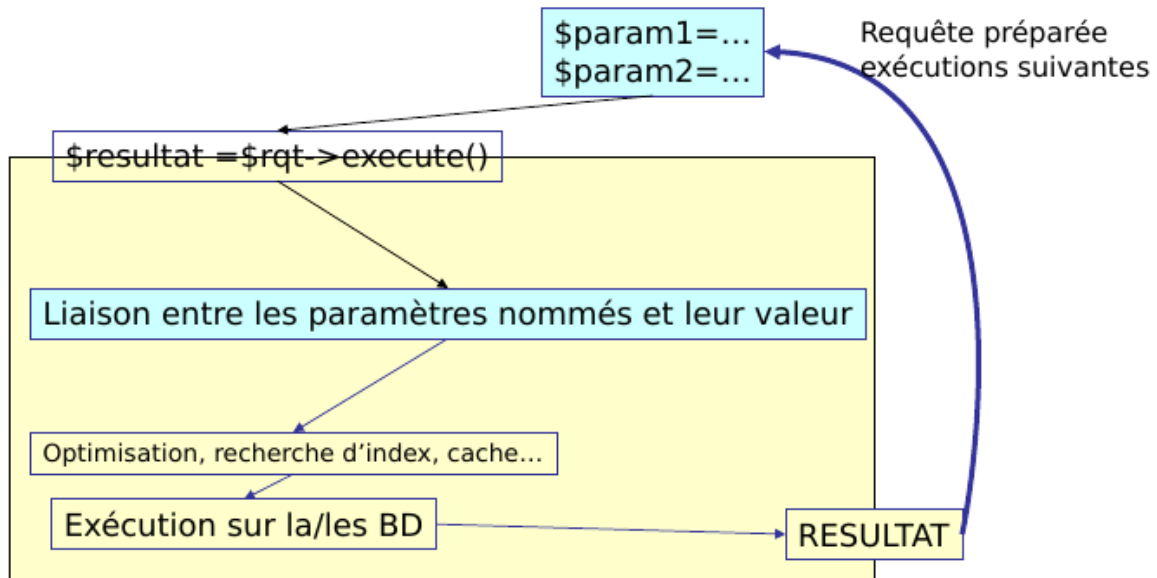 $param1=...
$param2=...
Requête préparée
exécutions suivantes
$resultat =$rqt->execute()
Liaison entre les paramètres nommés et leur valeur
Optimisation, recherche d’index, cache…
Exécution sur la/les BD
RESULTAT